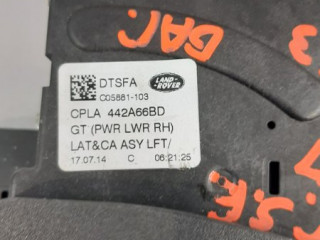 DTSFA LAND-ROVER
C05861-103
CPLA 442A66BD
GT (PWR LWR RH)
LAT&CA ASY LFT/
17.07.14 C 06:21:25